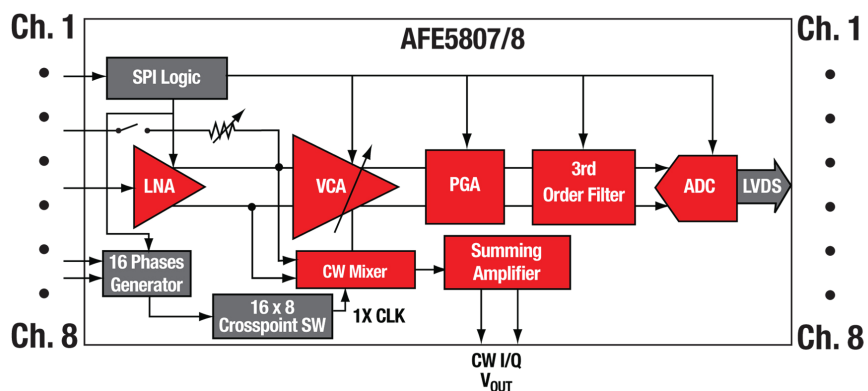 Ch. 1
Ch. 1
AFE5807/8
SPI Logic
LNA
VCA
PGA
3rd
Order Filter
ADC
LVDS
16 Phases
Generator
CW Mixer
Summing
Amplifier
16 x 8
Crosspoint SW
1X CLK
Ch. 8
Ch. 8
CW I/Q
VOUT